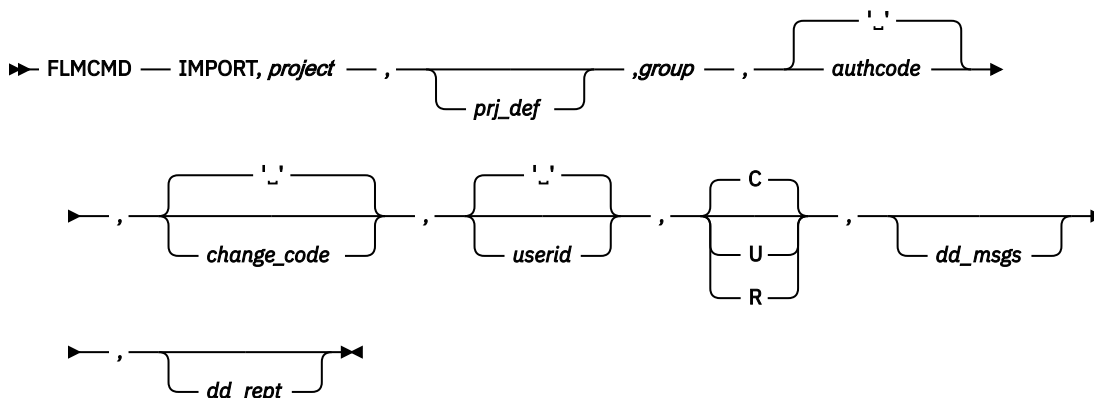 '␣'
FLMCMD IMPORT, project , ,group , authcode
prj_def
'␣' '␣' C
, , , ,
change_code userid U dd_msgs
R
,
dd_rept